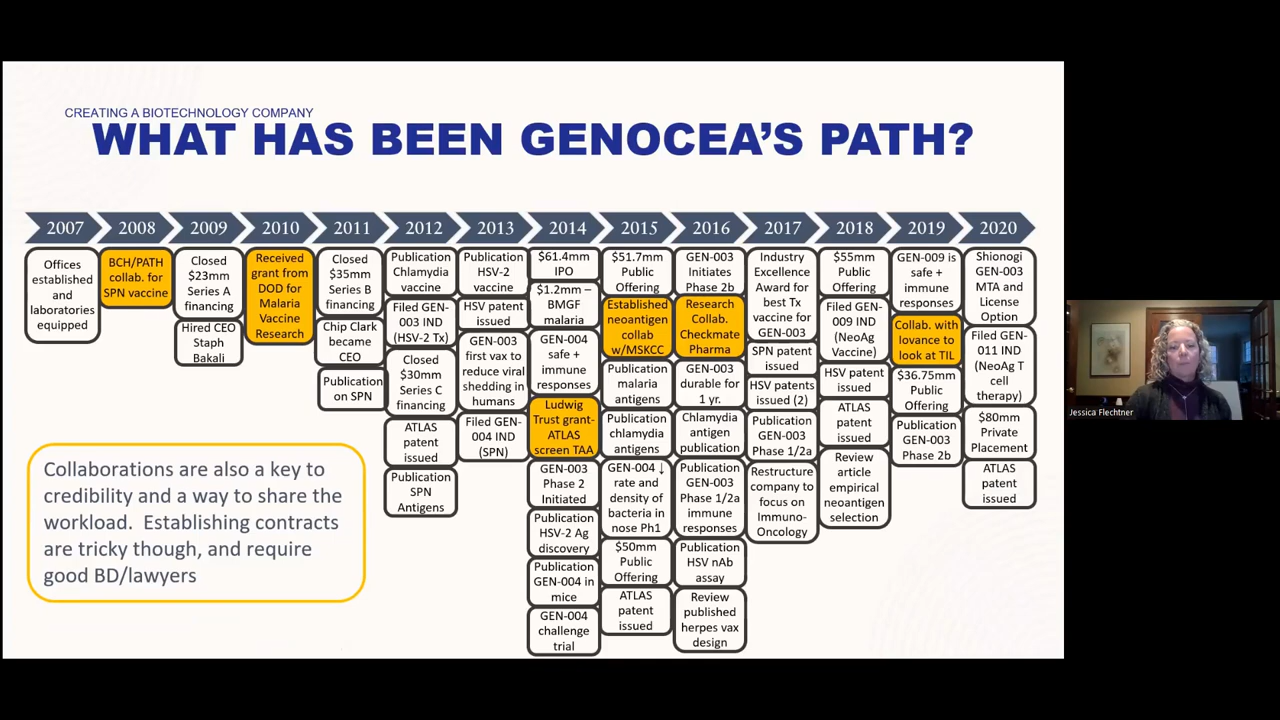 CREATING A BIOTECHNOLOGY COMPANY
WHAT HAS BEEN GENOCEA'S PATH?
2007
2008
2009
2010
2011
2012
2013
2014
2015
2016
2017
2018
2019
2020
Offices
established
and
laboratories
equipped
BCH/PATH
collab. for
SPN vaccine
Closed
$23mm
Series A
financing
Hired CEO
Staph
Bakali
Received
grant from
DOD for
Malaria
Vaccine
Research
Closed
$35mm
Series B
financing
Chip Clark
became
CEO
Publication
on SPN
Publication
Chlamydia
vaccine
Filed GEN-
003 IND
(HSV-2 Tx)
Closed
$30mm
Series C
financing
ATLAS
patent
issued
Publication
SPN
Antigens
Publication
HSV-2
vaccine
HSV patent
issued
GEN-003
first vax to
reduce viral
shedding in
humans
Filed GEN-
004 IND
(SPN)
$61.4mm
IPO
$1.2mm –
BMGF
malaria
GEN-004
safe +
immune
responses
Ludwig
Trust grant-
ATLAS
screen TAA
GEN-003
Phase 2
Initiated
Publication
HSV-2 Ag
discovery
Publication
GEN-004 in
mice
GEN-004
challenge
trial
$51.7mm
Public
Offering
Established
neoantigen
collab
w/MSKCC
Publication
malaria
antigens
Publication
chlamydia
antigens
GEN-004 ↓
rate and
density of
bacteria in
nose Ph1
$50mm
Public
Offering
ATLAS
patent
issued
GEN-003
Initiates
Phase 2b
Research
Collab.
Checkmate
Pharma
GEN-003
durable for
1 yr.
Chlamydia
antigen
publication
Publication
GEN-003
Phase 1/2a
immune
responses
Publication
HSV nAb
assay
Review
published
herpes vax
design
Industry
Excellence
Award for
best Tx
vaccine for
GEN-003
SPN patent
issued
HSV patents
issued (2)
Publication
GEN-003
Phase 1/2a
Restructure
company to
focus on
Immuno-
Oncology
$55mm
Public
Offering
Filed GEN-
009 IND
(NeoAg
Vaccine)
HSV patent
issued
ATLAS
patent
issued
Review
article
empirical
neoantigen
selection
GEN-009 is
safe +
immune
responses
Collab. with
Iovance to
look at TIL
$36.75mm
Public
Offering
Publication
GEN-003
Phase 2b
Shionogi
GEN-003
MTA and
License
Option
Filed GEN-
011 IND
(NeoAg T
cell
therapy)
$80mm
Private
Placement
ATLAS
patent
issued
Collaborations are also a key to
credibility and a way to share the
workload. Establishing contracts
are tricky though, and require
good BD/lawyers
Jessica Flechtner